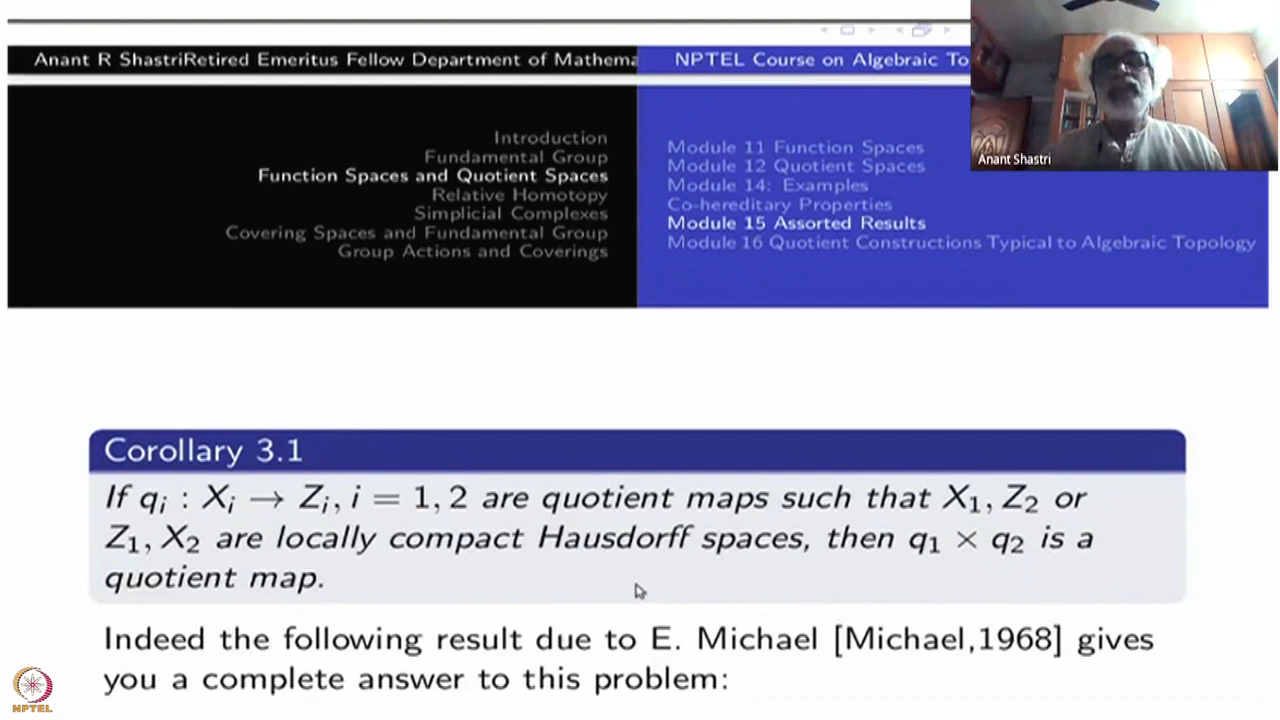 Anant R ShastriRetired Emeritus Fellow Department of Mathema
NPTEL Course on Algebraic To
Introduction
Fundamental Group
Function Spaces and Quotient Spaces
Relative Homotopy
Simplicial Complexes
Covering Spaces and Fundamental Group
Group Actions and Coverings
Module 11 Function Spaces
Module 12 Quotient Spaces
Module 14: Examples
Co-hereditary Properties
Module 15 Assorted Results
Module 16 Quotient Constructions Typical to Algebraic Topology
Anant Shastri
Corollary 3.1
If q₁ : Xᵢ → Zᵢ, i = 1, 2 are quotient maps such that X₁, Z₂ or
Z₁, X₂ are locally compact Hausdorff spaces, then q₁ × q₂ is a
quotient map.
Indeed the following result due to E. Michael [Michael,1968] gives
you a complete answer to this problem:
NPTEL